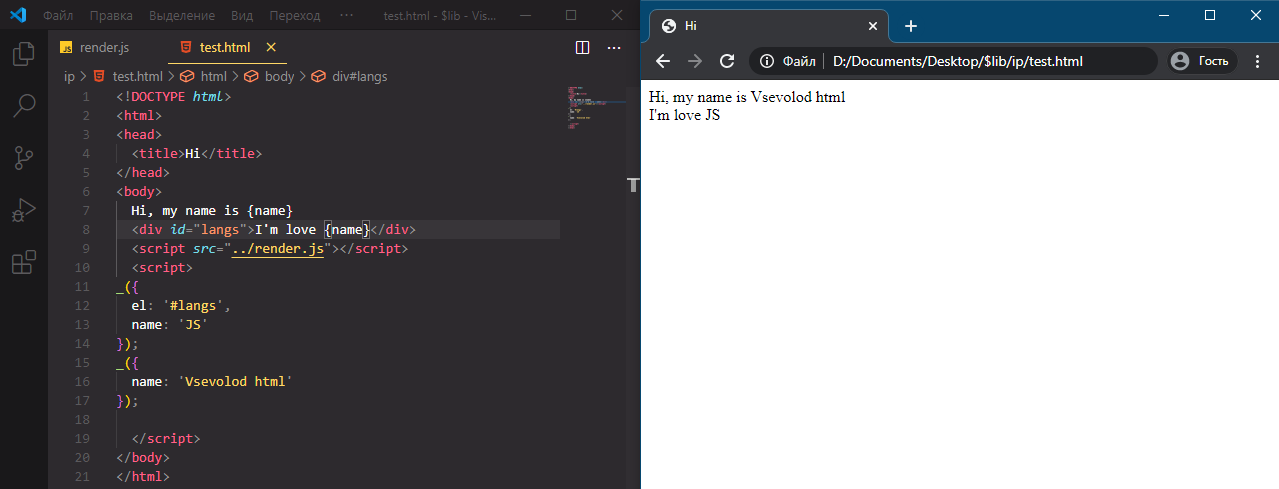 Файл Правка Выделение Вид Переход ··· test.html - $lib - Vis...
render.js test.html
ip > test.html > html > body > div#langs
1 <!DOCTYPE html>
2 <html>
3 <head>
4 <title>Hi</title>
5 </head>
6 <body>
7 Hi, my name is {name}
8 <div id="langs">I'm love {name}</div>
9 <script src="../render.js"></script>
10 <script>
11 _({
12 el: '#langs',
13 name: 'JS'
14 });
15 _({
16 name: 'Vsevolod html'
17 });
18
19 </script>
20 </body>
21 </html>
Hi
Файл D:/Documents/Desktop/$lib/ip/test.html Гость
Hi, my name is Vsevolod html
I'm love JS